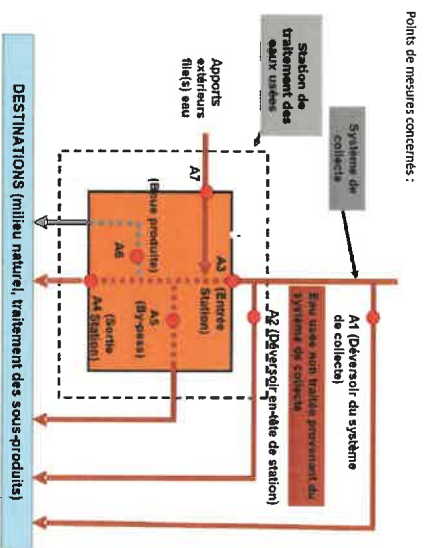 Points de mesures concernés :
Système de
collecte
A1 (Déversoir du système
de collecte)
Eau usée non traitée provenant du
système de collecte
Station de
traitement des
eaux usées
A2 (Déversoir en-tête de station)
A3 (Entrée
Station)
Apports
extérieurs
file(s) eau
A7
A5
(By-pass)
A6
(Boue produite)
A4 (Sortie
Station)
DESTINATIONS (milieu naturel, traitement des sous-produits)